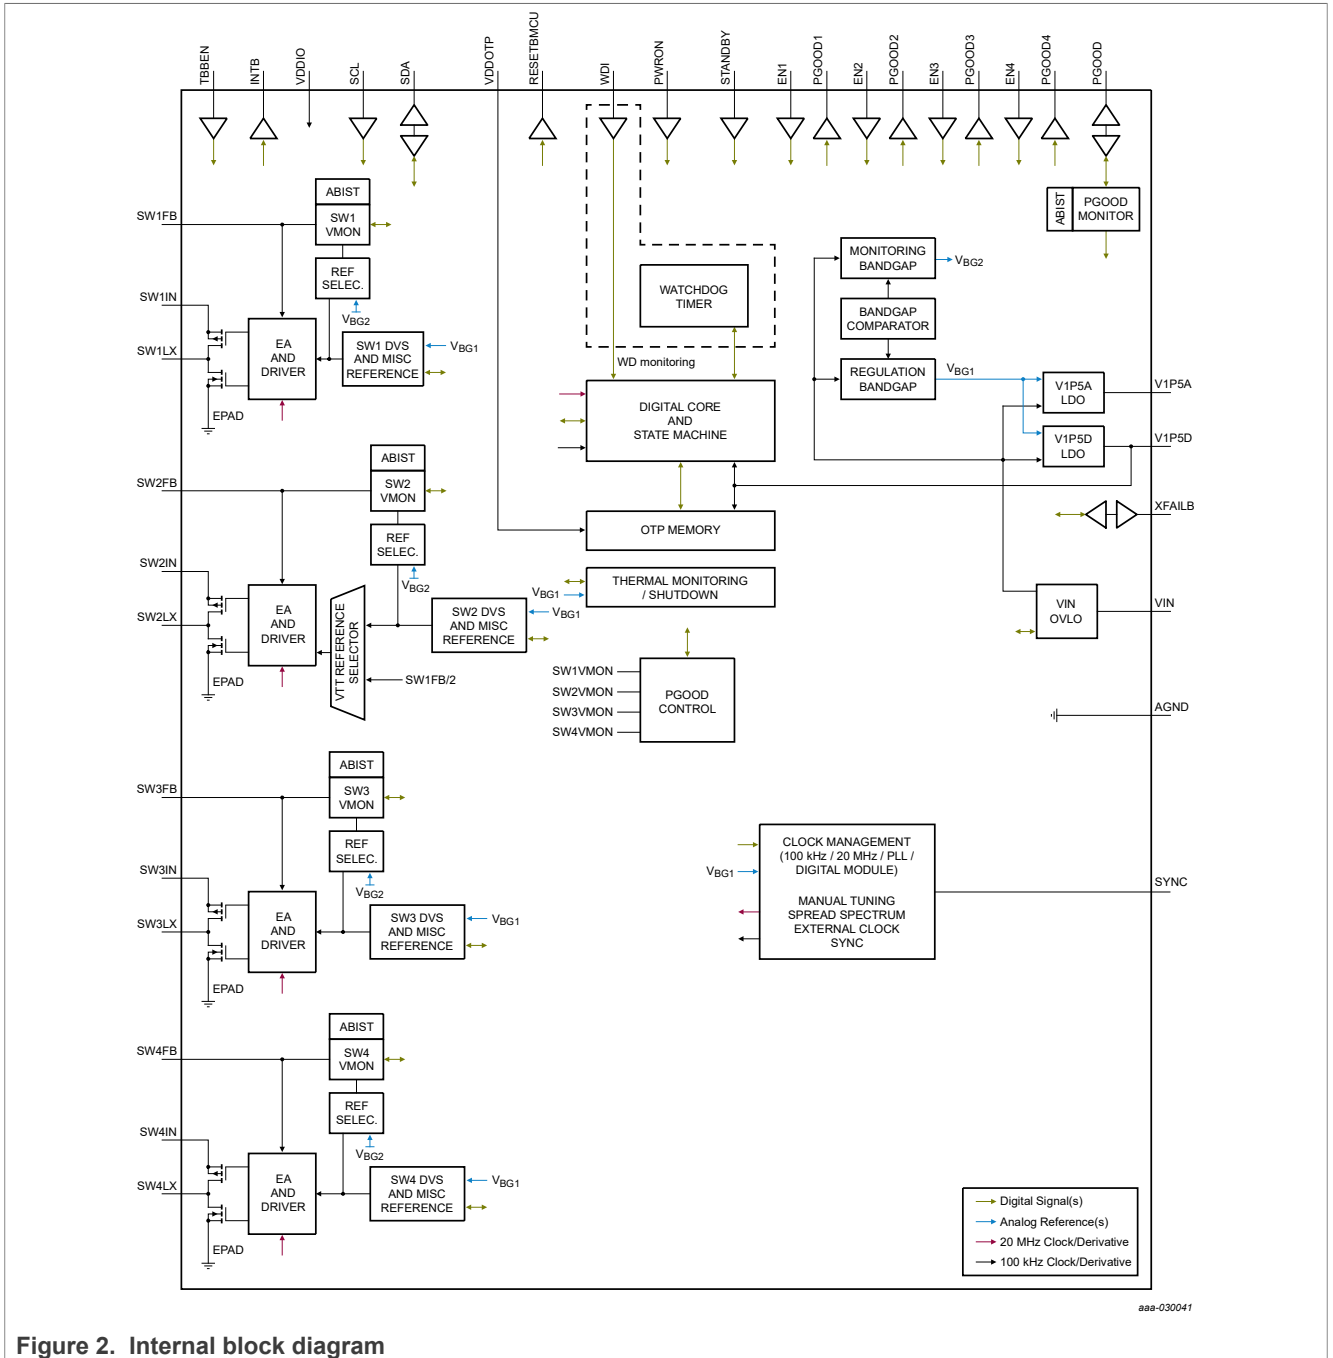 TBBEN
INTB
VDDIO
SCL
SDA
VDDOTP
RESETBMCU
WDI
PWRON
STANDBY
EN1
PGOOD1
EN2
PGOOD2
EN3
PGOOD3
EN4
PGOOD4
PGOOD
ABIST
PGOOD
MONITOR
SW1FB
ABIST
SW1
VMON
REF
SELEC.
VBG2
SW1IN
SW1LX
EA
AND
DRIVER
SW1 DVS
AND MISC
REFERENCE
VBG1
EPAD
WATCHDOG
TIMER
WD monitoring
DIGITAL CORE
AND
STATE MACHINE
MONITORING
BANDGAP
VBG2
BANDGAP
COMPARATOR
REGULATION
BANDGAP
VBG1
V1P5A
LDO
V1P5A
V1P5D
LDO
V1P5D
XFAILB
SW2FB
ABIST
SW2
VMON
REF
SELEC.
VBG2
SW2IN
SW2LX
EA
AND
DRIVER
VTT REFERENCE
SELECTOR
SW2 DVS
AND MISC
REFERENCE
VBG1
SW1FB/2
EPAD
OTP MEMORY
VBG1
THERMAL MONITORING
/ SHUTDOWN
VIN
OVLO
VIN
SW1VMON
SW2VMON
SW3VMON
SW4VMON
PGOOD
CONTROL
AGND
SW3FB
ABIST
SW3
VMON
REF
SELEC.
VBG2
SW3IN
SW3LX
EA
AND
DRIVER
SW3 DVS
AND MISC
REFERENCE
VBG1
EPAD
VBG1
CLOCK MANAGEMENT
(100 kHz / 20 MHz / PLL /
DIGITAL MODULE)
MANUAL TUNING
SPREAD SPECTRUM
EXTERNAL CLOCK
SYNC
SYNC
SW4FB
ABIST
SW4
VMON
REF
SELEC.
VBG2
SW4IN
SW4LX
EA
AND
DRIVER
SW4 DVS
AND MISC
REFERENCE
VBG1
EPAD
Digital Signal(s)
Analog Reference(s)
20 MHz Clock/Derivative
100 kHz Clock/Derivative
aaa-030041
Figure 2. Internal block diagram